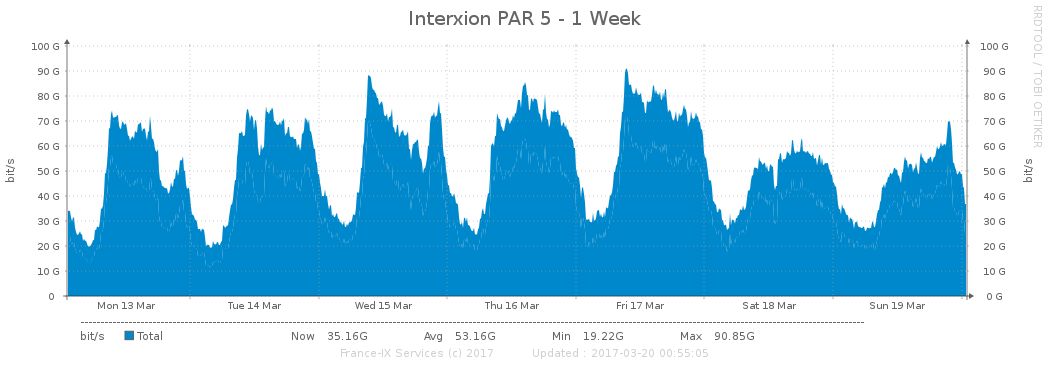 Interxion PAR 5 - 1 Week
RRDTOOL / TOBI OETIKER
100 G 100 G
90 G 90 G
80 G 80 G
70 G 70 G
60 G 60 G
50 G 50 G
40 G 40 G
30 G 30 G
20 G 20 G
10 G 10 G
0 0 G
bit/s
bit/s
Mon 13 Mar Tue 14 Mar Wed 15 Mar Thu 16 Mar Fri 17 Mar Sat 18 Mar Sun 19 Mar
bit/s Total Now 35.16G Avg 53.16G Min 19.22G Max 90.85G
France-IX Services (c) 2017 Updated : 2017-03-20 00:55:05